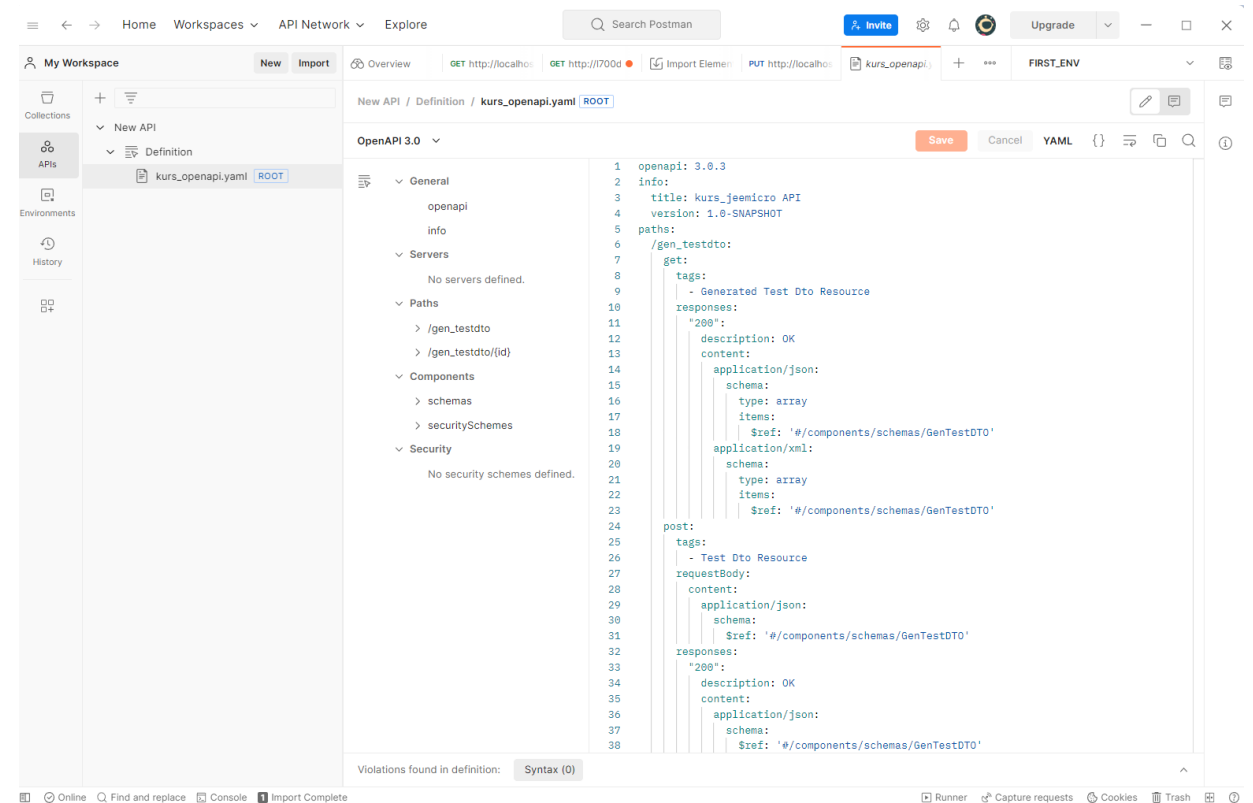 Home Workspaces API Network Explore Search Postman Invite Upgrade
My Workspace New Import Overview GET http://localhos GET http://l700d Import Elemen PUT http://localhos kurs_openapi.y FIRST_ENV
Collections
APIs
Environments
History
New API
Definition
kurs_openapi.yaml ROOT
New API / Definition / kurs_openapi.yaml ROOT
OpenAPI 3.0 Save Cancel YAML {}
General
openapi
info
Servers
No servers defined.
Paths
/gen_testdto
/gen_testdto/{id}
Components
schemas
securitySchemes
Security
No security schemes defined.
1 openapi: 3.0.3
2 info:
3 title: kurs_jeemicro API
4 version: 1.0-SNAPSHOT
5 paths:
6 /gen_testdto:
7 get:
8 tags:
9 - Generated Test Dto Resource
10 responses:
11 "200":
12 description: OK
13 content:
14 application/json:
15 schema:
16 type: array
17 items:
18 $ref: '#/components/schemas/GenTestDTO'
19 application/xml:
20 schema:
21 type: array
22 items:
23 $ref: '#/components/schemas/GenTestDTO'
24 post:
25 tags:
26 - Test Dto Resource
27 requestBody:
28 content:
29 application/json:
30 schema:
31 $ref: '#/components/schemas/GenTestDTO'
32 responses:
33 "200":
34 description: OK
35 content:
36 application/json:
37 schema:
38 $ref: '#/components/schemas/GenTestDTO'
Violations found in definition: Syntax (0)
Online Find and replace Console 1 Import Complete Runner Capture requests Cookies Trash